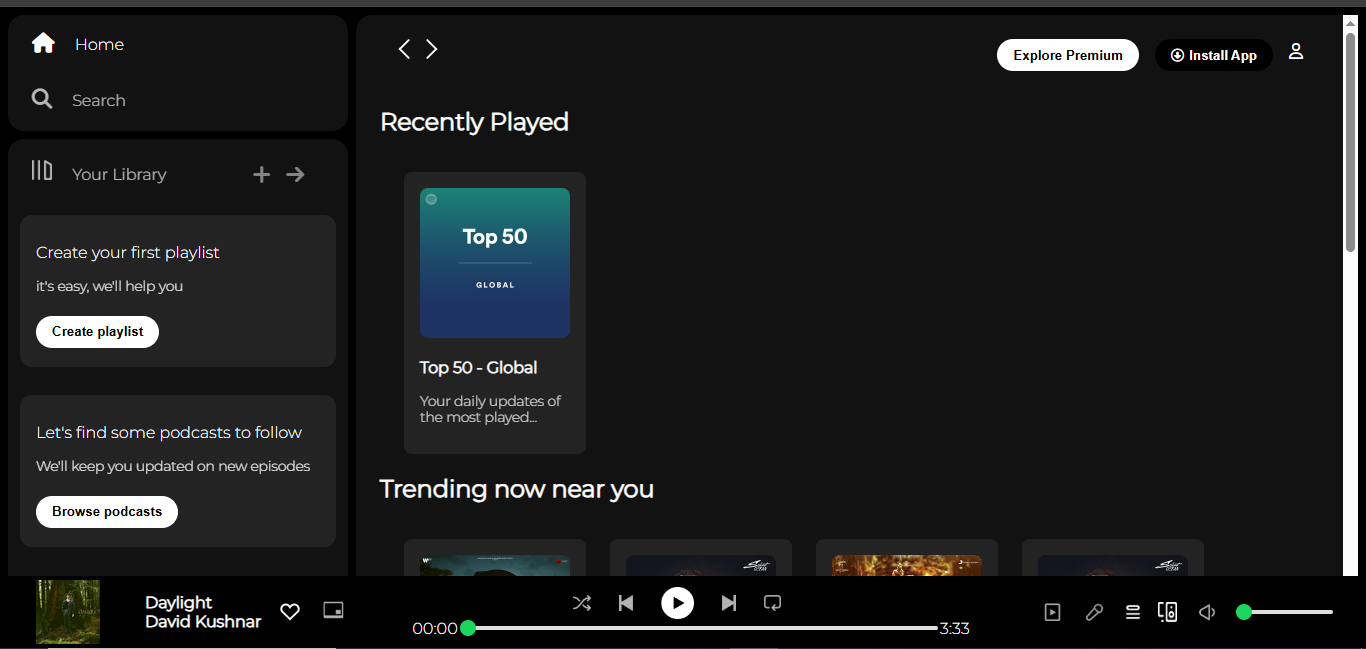 Home
Search
Your Library
Create your first playlist
it's easy, we'll help you
Create playlist
Let's find some podcasts to follow
We'll keep you updated on new episodes
Browse podcasts
Explore Premium
Install App
Recently Played
Top 50
GLOBAL
Top 50 - Global
Your daily updates of
the most played...
Trending now near you
Daylight
David Kushnar
00:00
3:33